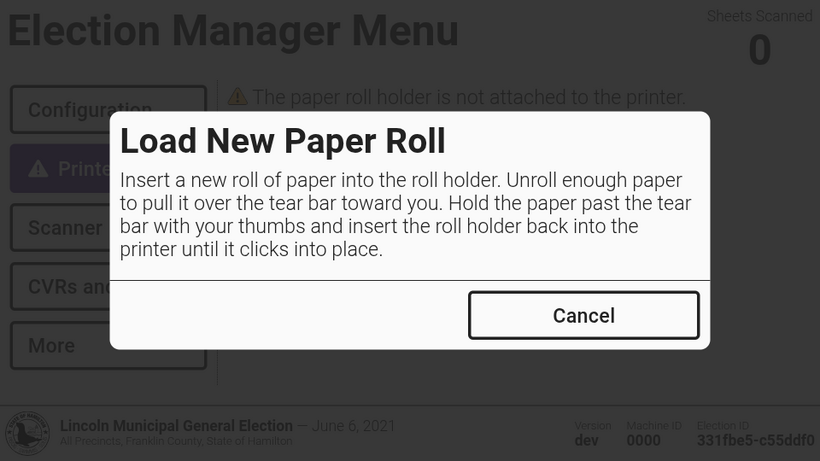 Election Manager Menu
Sheets Scanned
0
Configuration
The paper roll holder is not attached to the printer.
Load New Paper Roll
Insert a new roll of paper into the roll holder. Unroll enough paper
to pull it over the tear bar toward you. Hold the paper past the tear
bar with your thumbs and insert the roll holder back into the
printer until it clicks into place.
Cancel
Scanner
CVRs
More
Lincoln Municipal General Election — June 6, 2021
All Precincts, Franklin County, State of Hamilton
Version
dev
Machine ID
0000
Election ID
331fbe5-c55ddf0